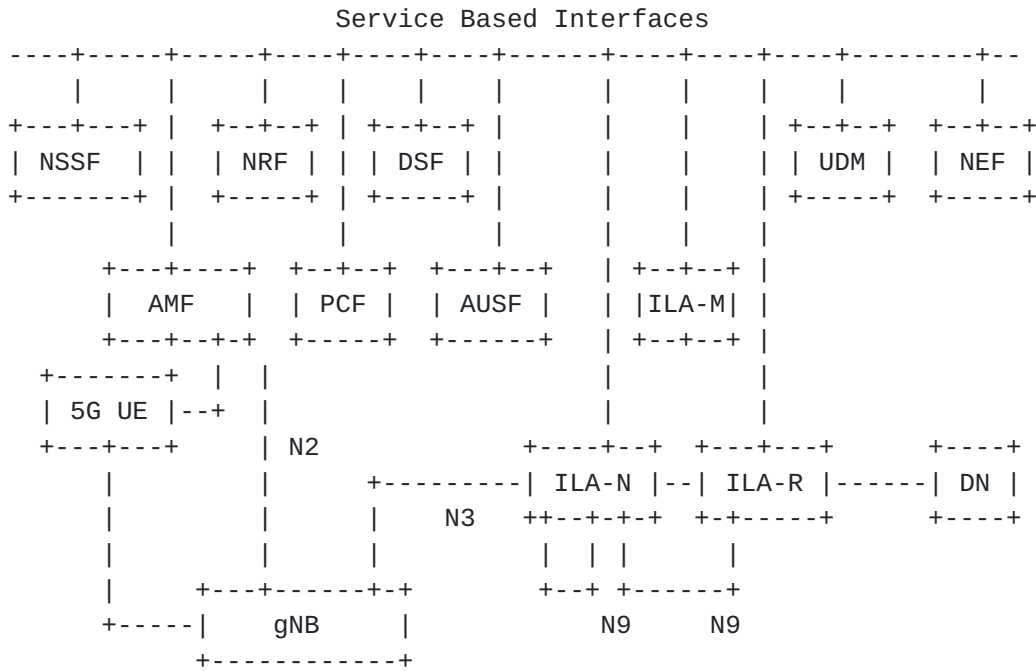 Service Based Interfaces
NSSF NRF DSF UDM NEF
AMF PCF AUSF ILA-M
5G UE
N2
ILA-N ILA-R DN
N3
gNB N9 N9